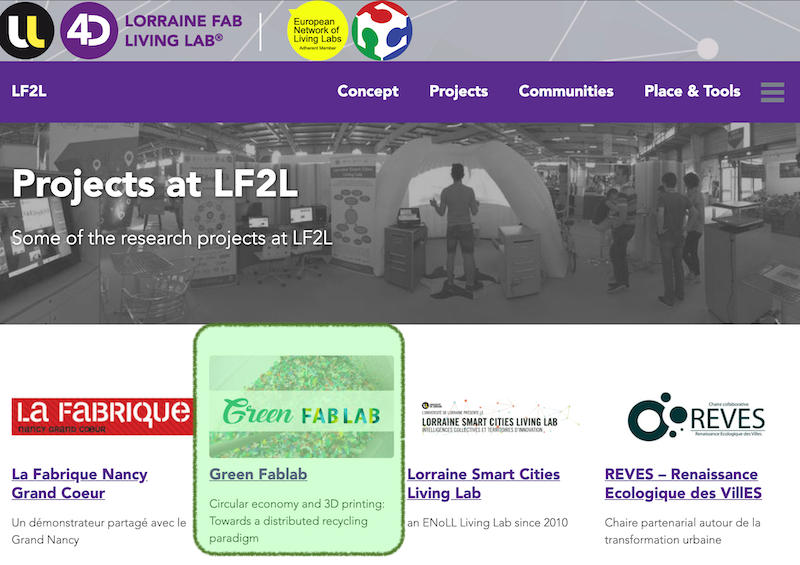 LL 4D LORRAINE FAB
LIVING LAB®
European
Network of
Living Labs
Adherent Member
LF2L Concept Projects Communities Place & Tools
Projects at LF2L
Some of the research projects at LF2L
LA FABRIQUE
NANCY GRAND COEUR
La Fabrique Nancy
Grand Coeur
Un démonstrateur partagé avec le
Grand Nancy
Green FABLAB
Green Fablab
Circular economy and 3D printing:
Towards a distributed recycling
paradigm
L'UNIVERSITÉ DE LORRAINE PRÉSENTE LE
LORRAINE SMART CITIES LIVING LAB
INTELLIGENCES COLLECTIVES ET TERRITOIRES D'INNOVATION
Lorraine Smart Cities
Living Lab
an ENoLL Living Lab since 2010
Chaire collaborative
REVES
Renaissance Ecologique des Villes
REVES – Renaissance
Ecologique des VillES
Chaire partenarial autour de la
transformation urbaine